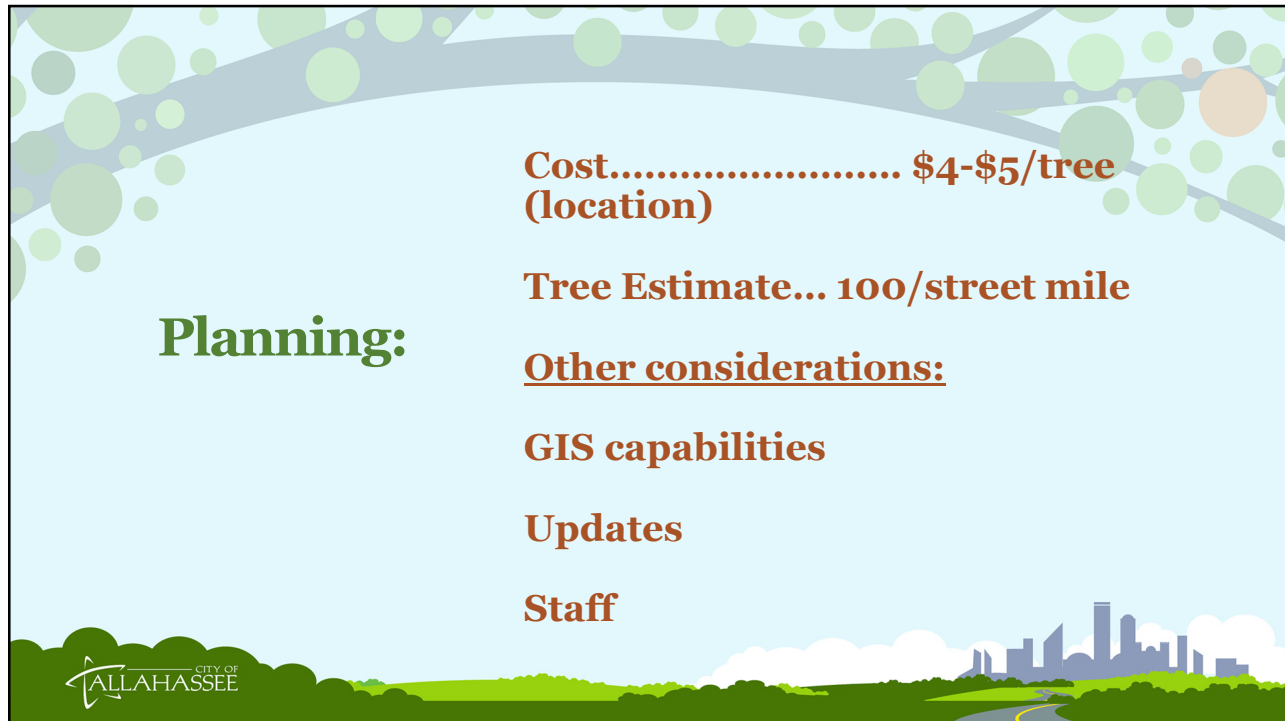 Planning:
Cost......................... $4-$5/tree
(location)
Tree Estimate... 100/street mile
Other considerations:
GIS capabilities
Updates
Staff
CITY OF
TALLAHASSEE